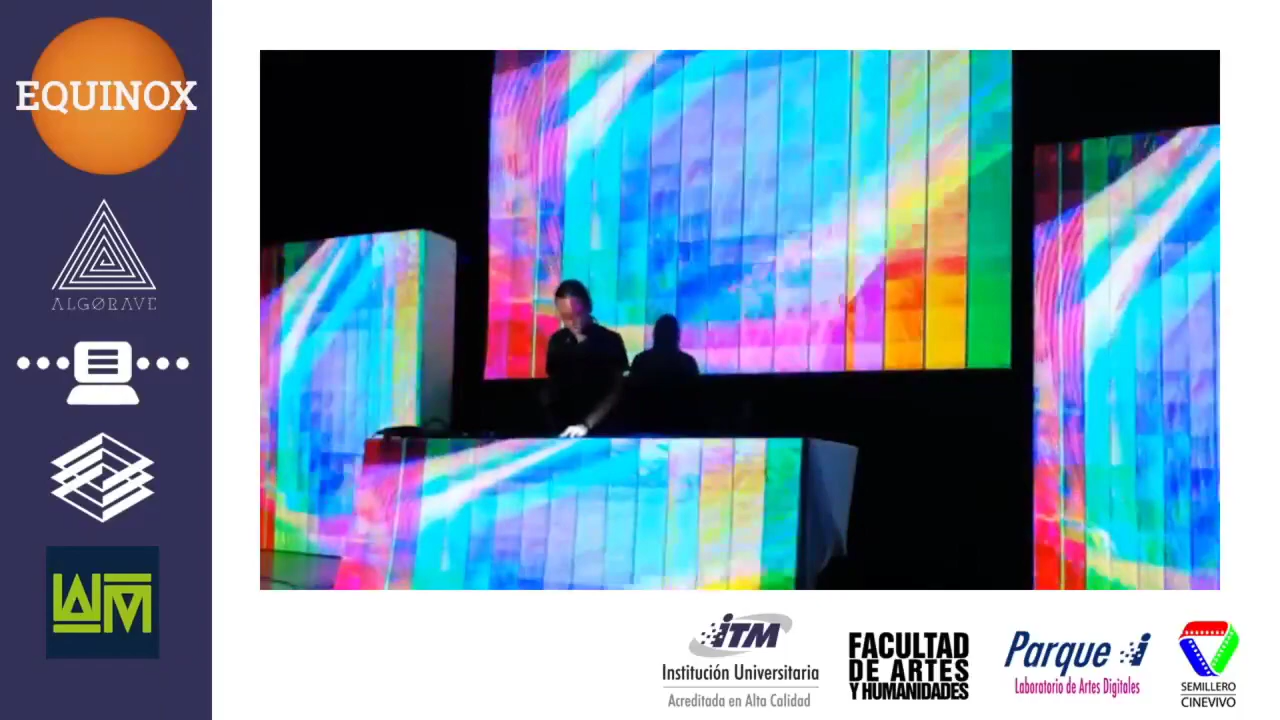 EQUINOX
ALGØRAVE
ITM
Institución Universitaria
Acreditada en Alta Calidad
FACULTAD
DE ARTES
Y HUMANIDADES
Parque i
Laboratorio de Artes Digitales
SEMILLERO
CINEVIVO